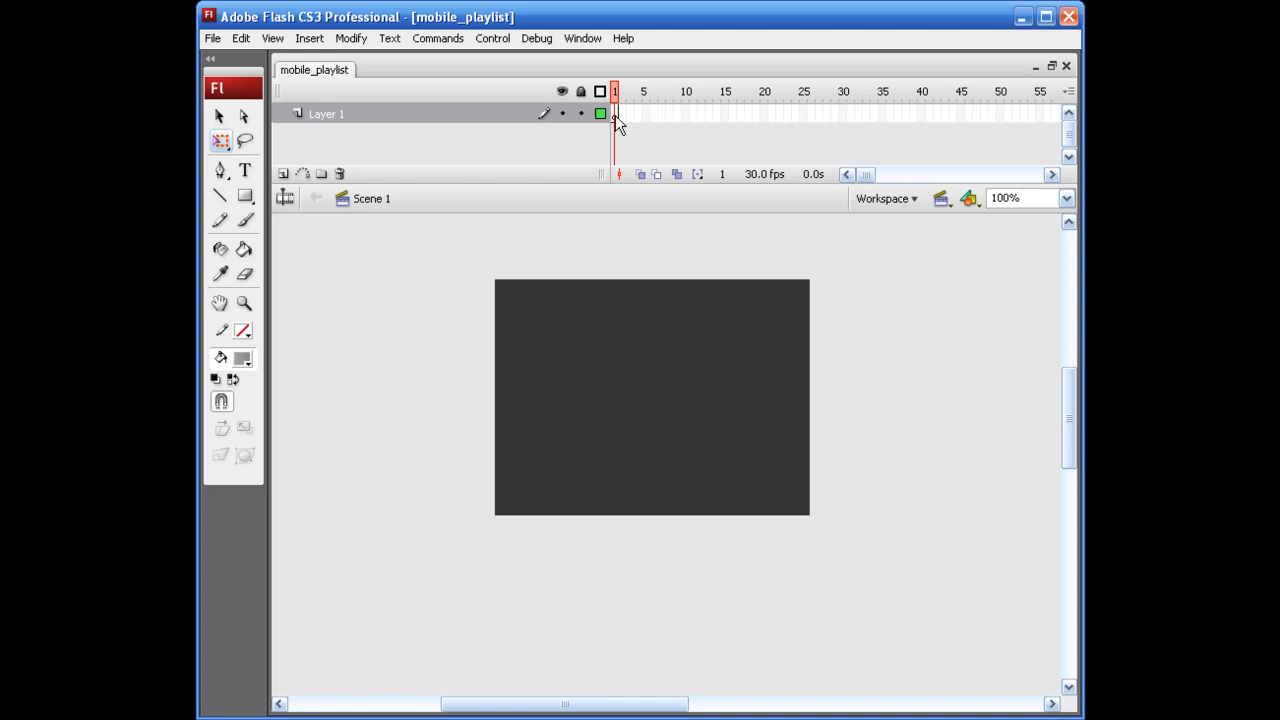 Fl Adobe Flash CS3 Professional - [mobile_playlist]
File Edit View Insert Modify Text Commands Control Debug Window Help
mobile_playlist
Fl
1 5 10 15 20 25 30 35 40 45 50 55
Layer 1
T
1 30.0 fps 0.0s
Scene 1 Workspace 100%